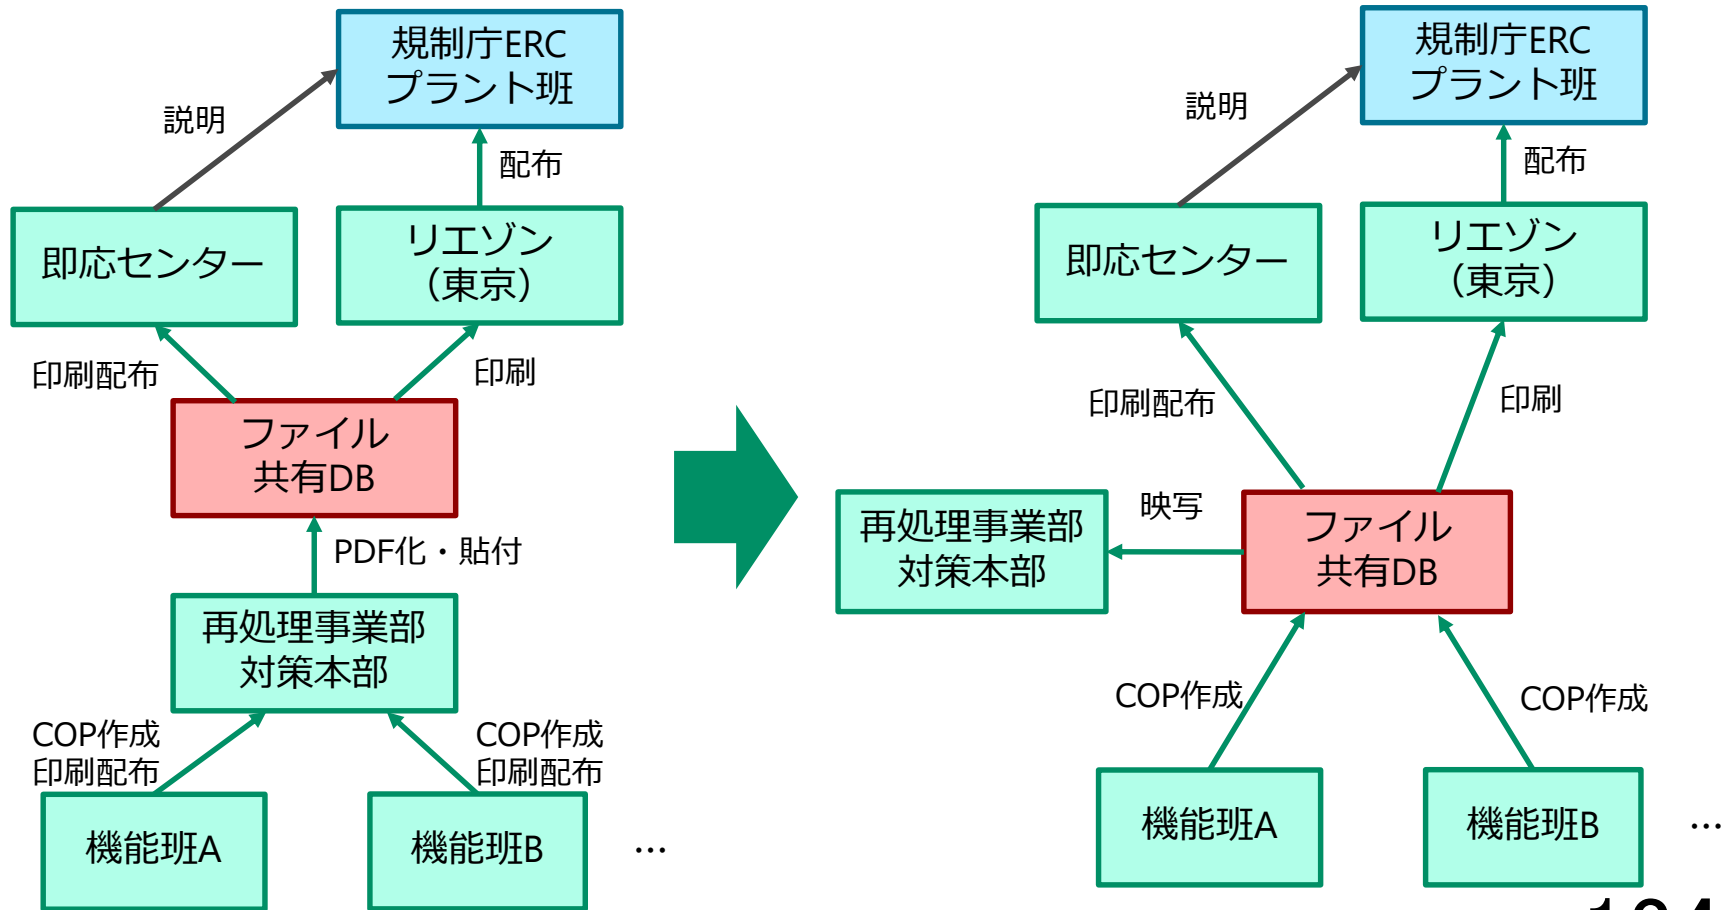 規制庁ERC
プラント班
説明
配布
即応センター
リエゾン
（東京）
印刷配布
印刷
ファイル
共有DB
PDF化・貼付
再処理事業部
対策本部
COP作成
印刷配布
COP作成
印刷配布
機能班A
機能班B
…
規制庁ERC
プラント班
説明
配布
即応センター
リエゾン
（東京）
印刷配布
印刷
再処理事業部
対策本部
映写
ファイル
共有DB
COP作成
COP作成
機能班A
機能班B
…